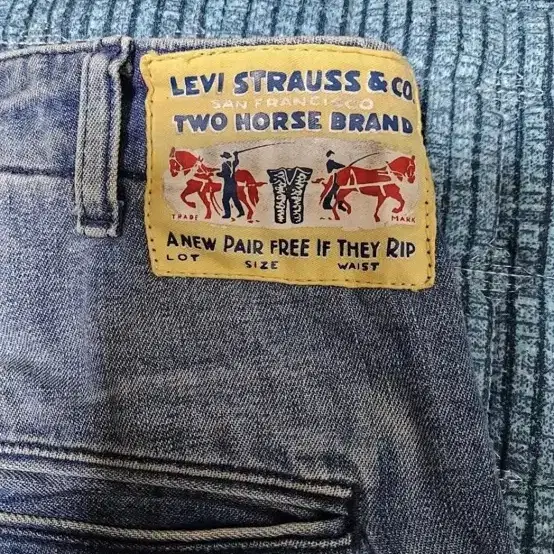 LEVI STRAUSS & CO
SAN FRANCISCO
TWO HORSE BRAND
TRADE MARK
A NEW PAIR FREE IF THEY RIP
LOT SIZE WAIST